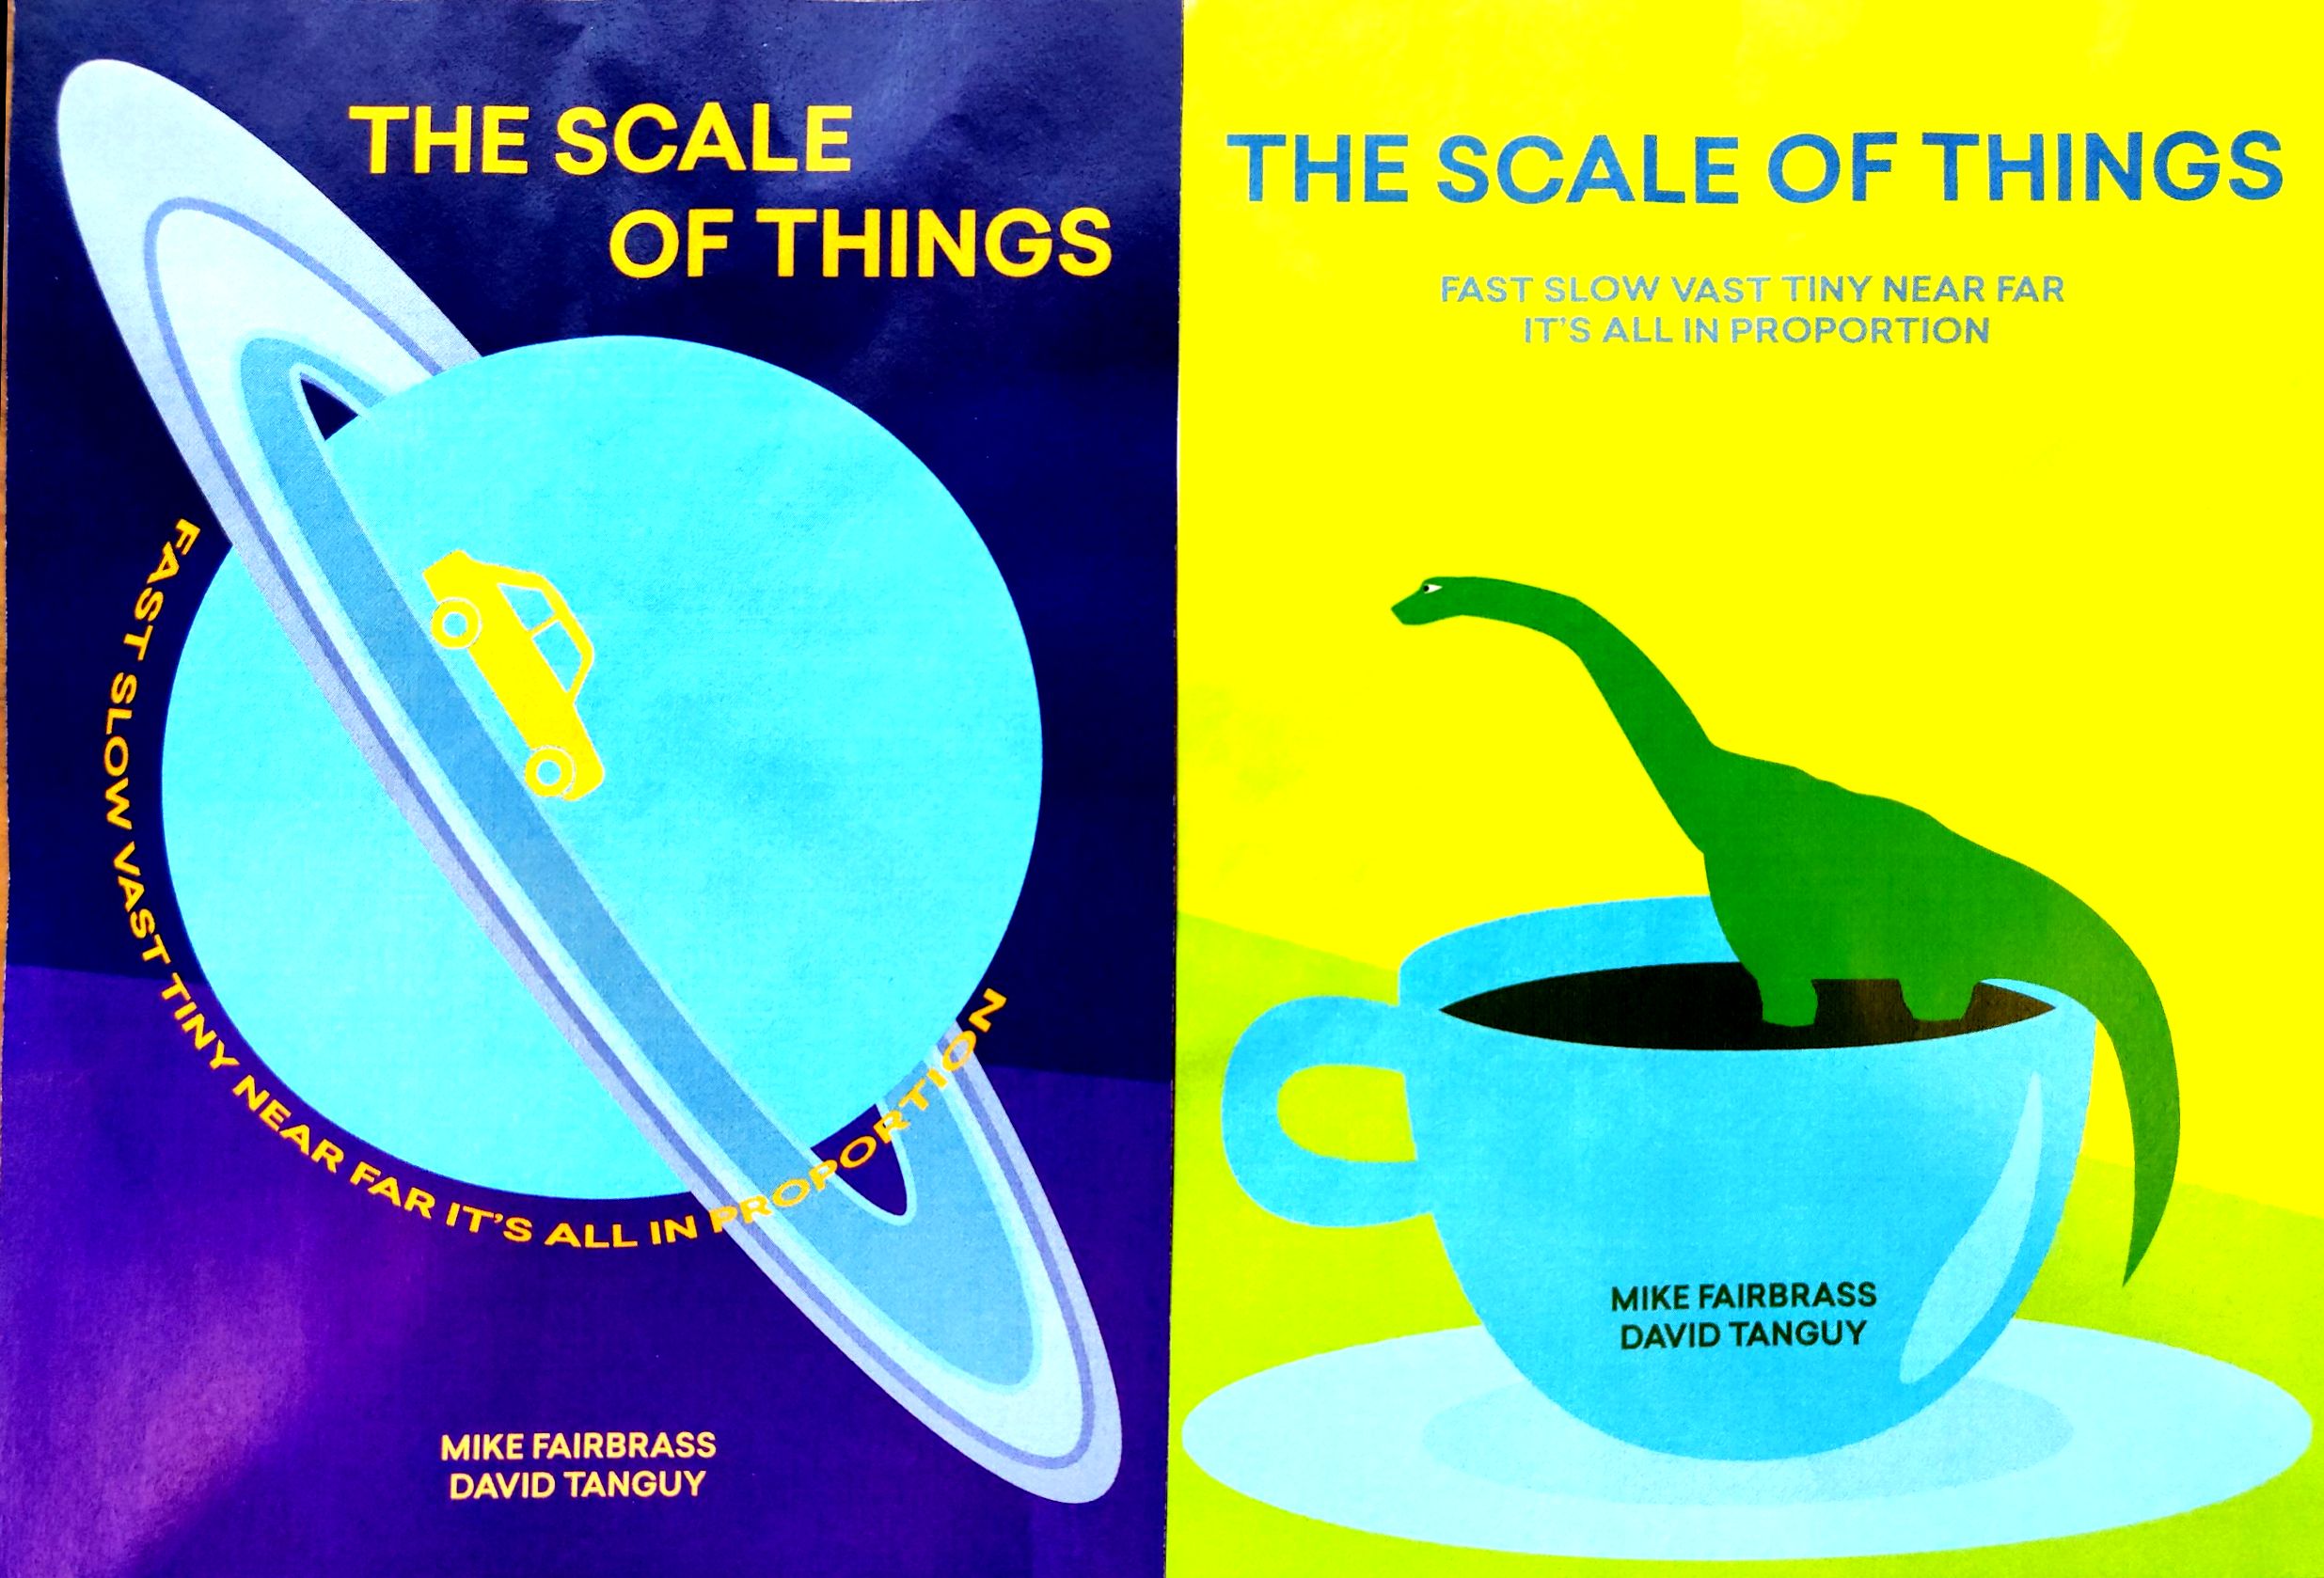 THE SCALE
OF THINGS
FAST SLOW VAST TINY NEAR FAR IT'S ALL IN PROPORTION
MIKE FAIRBRASS
DAVID TANGUY
THE SCALE OF THINGS
FAST SLOW VAST TINY NEAR FAR
IT'S ALL IN PROPORTION
MIKE FAIRBRASS
DAVID TANGUY